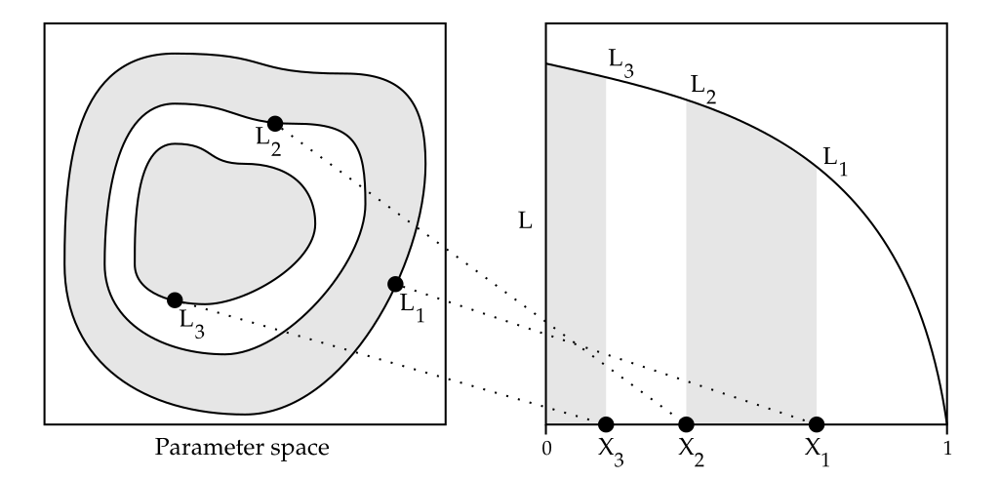 L₂
L₁
L₃
Parameter space
L₃
L₂
L₁
L
0
X₃
X₂
X₁
1